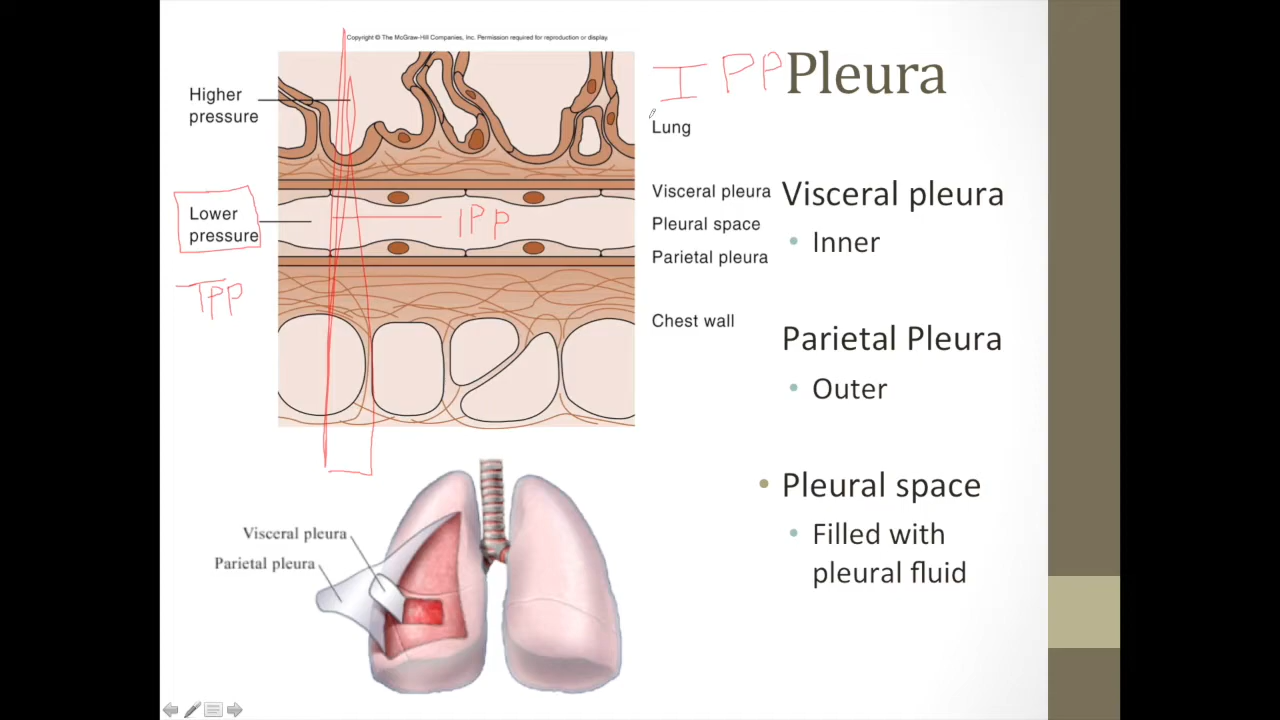 Copyright © The McGraw-Hill Companies, Inc. Permission required for reproduction or display.
IPP Pleura
Higher
pressure
Lung
Visceral pleura
Lower
pressure
IPP
Pleural space
Parietal pleura
TPP
Chest wall
Visceral pleura
• Inner
Parietal Pleura
• Outer
• Pleural space
• Filled with
pleural fluid
Visceral pleura
Parietal pleura